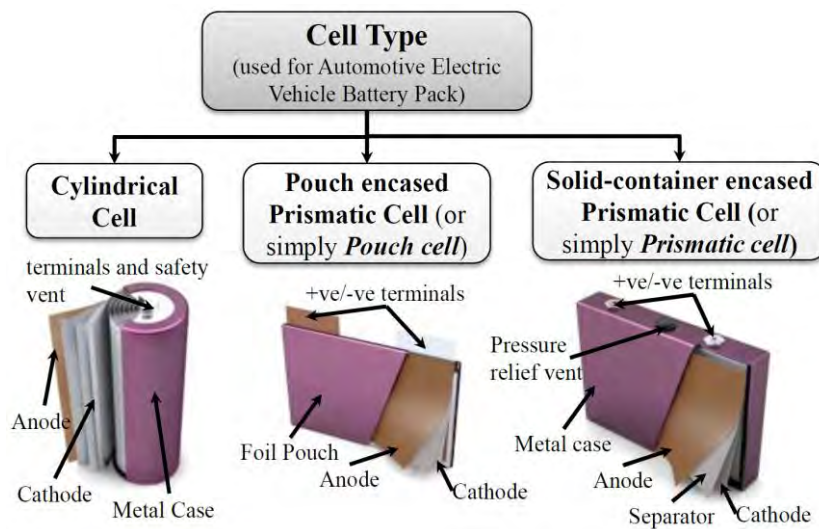 Cell Type
(used for Automotive Electric
Vehicle Battery Pack)
Cylindrical
Cell
Pouch encased
Prismatic Cell (or
simply Pouch cell)
Solid-container encased
Prismatic Cell (or
simply Prismatic cell)
terminals and safety
vent
Anode
Cathode
Metal Case
+ve/-ve terminals
Foil Pouch
Anode
Cathode
+ve/-ve terminals
Pressure
relief vent
Metal case
Anode
Separator
Cathode